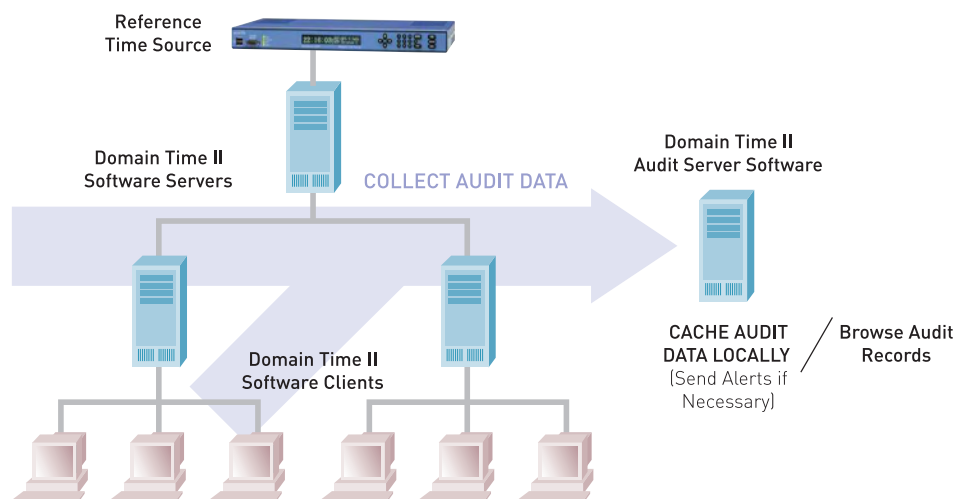 Reference
Time Source
Domain Time II
Software Servers
COLLECT AUDIT DATA
Domain Time II
Audit Server Software
Domain Time II
Software Clients
CACHE AUDIT
DATA LOCALLY
(Send Alerts if
Necessary)
Browse Audit
Records